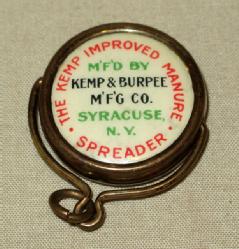 • THE KEMP IMPROVED MANURE •
SPREADER
M'F'D BY
KEMP & BURPEE
M'F'G CO.
SYRACUSE,
N.Y.